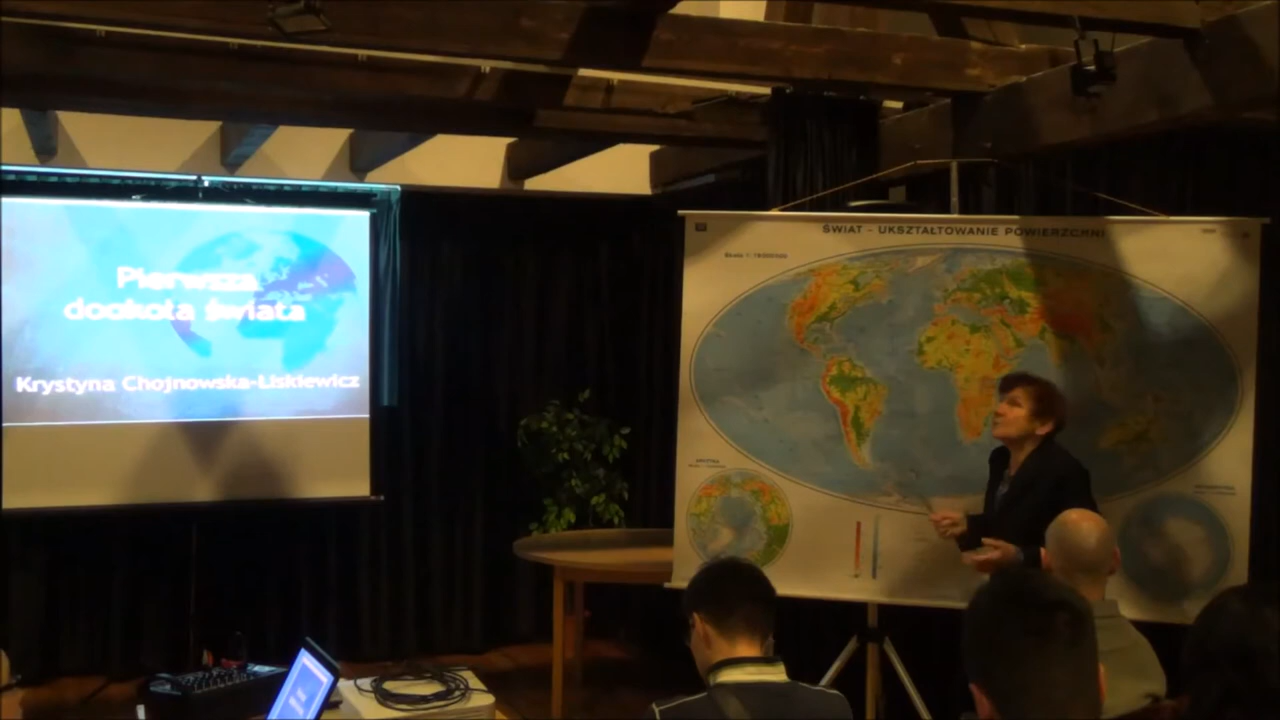 Pierwsza
dookoła świata
Krystyna Chojnowska-Liskiewicz
ŚWIAT - UKSZTAŁTOWANIE POWIERZCHNI